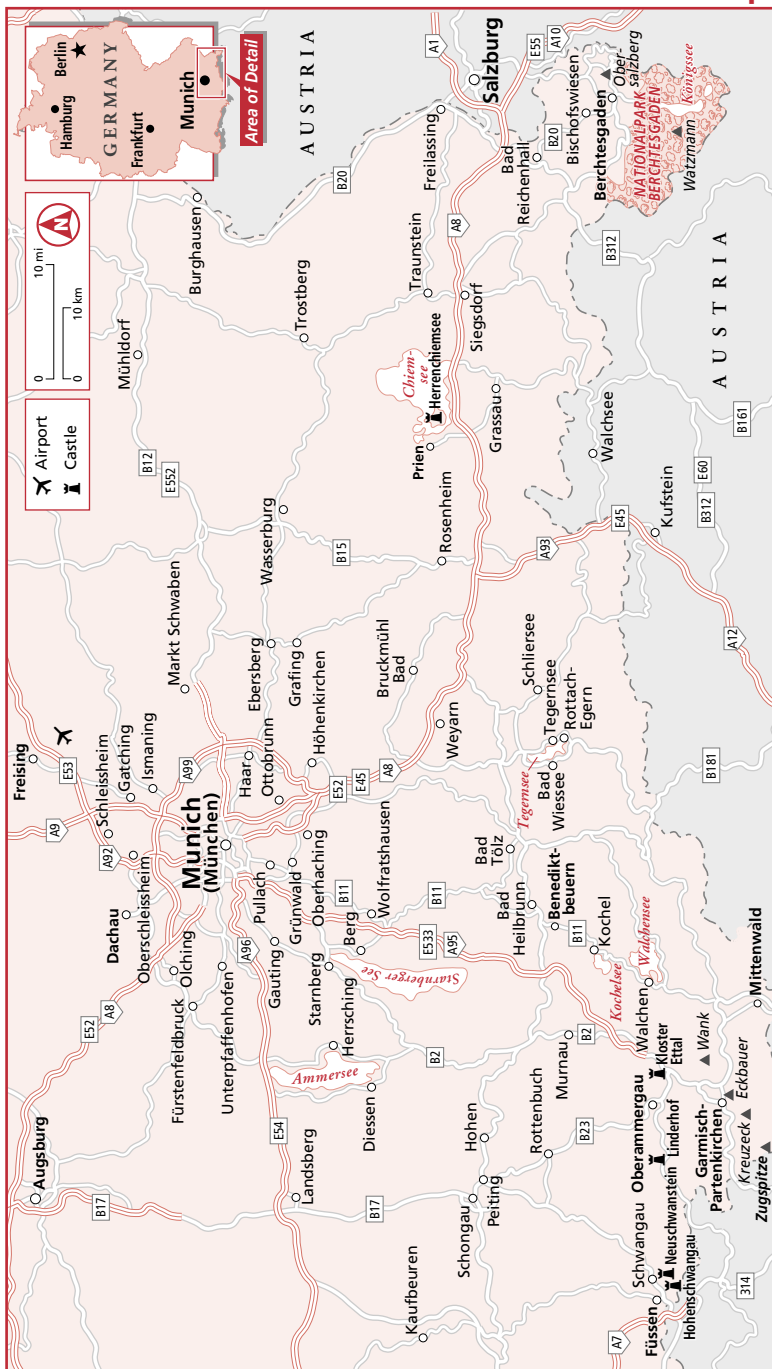 GERMANY
Hamburg
Berlin
Frankfurt
Munich
Area of Detail
0
10 mi
0
10 km
N
Airport
Castle
AUSTRIA
Burghausen
B20
Mühldorf
B12
E552
Trostberg
Freilassing
Salzburg
A1
E55
A10
Traunstein
A8
Siegsdorf
Bad
Reichenhall
B20
Bischofswiesen
Berchtesgaden
Ober-
salzberg
NATIONALPARK
BERCHTESGADEN
Königssee
Watzmann
B312
AUSTRIA
Chiem-
see
Herrenchiemsee
Prien
Grassau
Walchsee
B161
E60
B312
Kufstein
E45
A93
A12
Rosenheim
B15
Wasserburg
Markt Schwaben
Ebersberg
Grafing
Höhenkirchen
Bruckmühl
Bad
Weyarn
Schliersee
Tegernsee
Rottach-
Egern
Tegernsee
Bad
Wiessee
B181
Freising
E53
Schleissheim
Gatching
Ismaning
A99
A9
A92
Haar
Ottobrunn
E52
E45
A8
Munich
(München)
Oberschleissheim
Dachau
Olching
Fürstenfeldbruck
Unterpfaffenhofen
E52
A8
A96
Pullach
Grünwald
Oberhaching
Gauting
Starnberg
Berg
B11
Wolfratshausen
B11
E533
A95
Starnberger See
Herrsching
Ammersee
Diessen
B2
Bad
Tölz
Bad
Heilbrunn
Benedikt-
beuern
B11
Kochel
Kochelsee
Walchensee
Walchen
Mittenwald
Augsburg
B17
E54
Landsberg
B17
Kaufbeuren
Schongau
Peiting
Hohen
Rottenbuch
B23
Murnau
B2
Kloster
Ettal
Wank
Oberammergau
Linderhof
Garmisch-
Partenkirchen
Eckbauer
Kreuzeck
Zugspitze
Schwangau
Neuschwanstein
Hohenschwangau
Füssen
A7
314